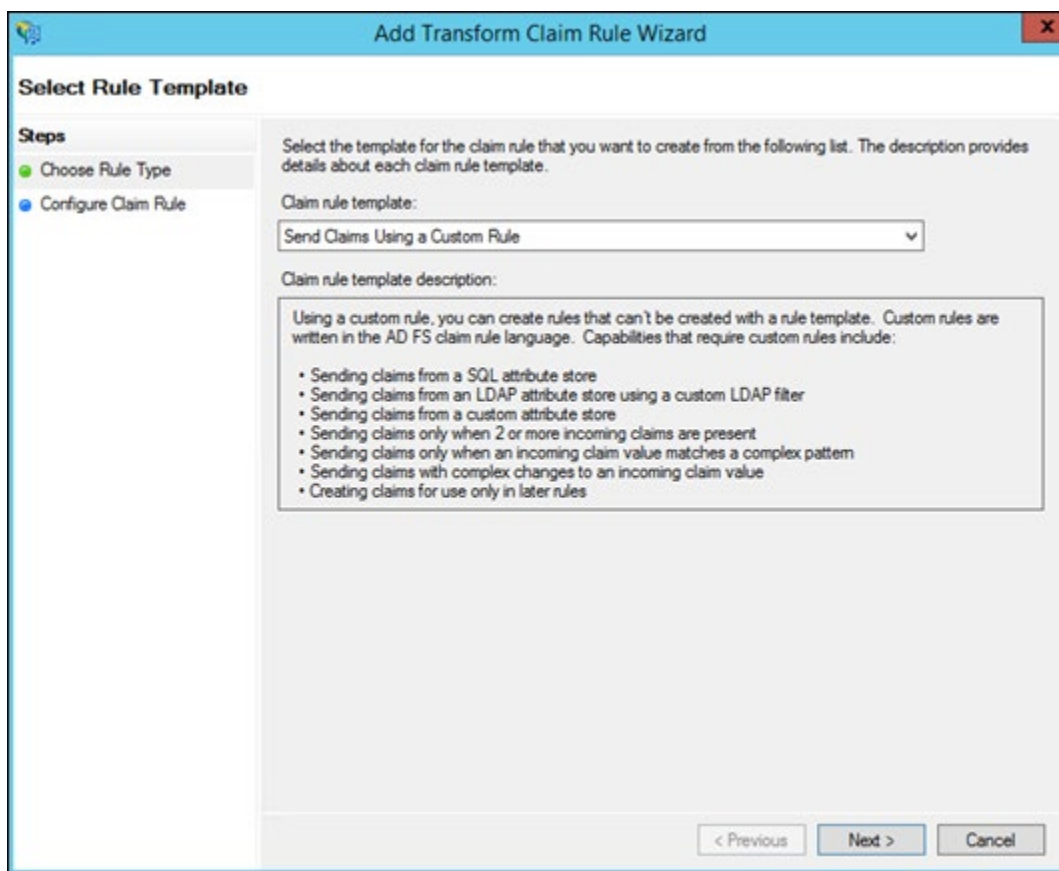 Add Transform Claim Rule Wizard
X
Select Rule Template
Steps
Choose Rule Type
Configure Claim Rule
Select the template for the claim rule that you want to create from the following list. The description provides
details about each claim rule template.
Claim rule template:
Send Claims Using a Custom Rule
Claim rule template description:
Using a custom rule, you can create rules that can't be created with a rule template. Custom rules are
written in the AD FS claim rule language. Capabilities that require custom rules include:
• Sending claims from a SQL attribute store
• Sending claims from an LDAP attribute store using a custom LDAP filter
• Sending claims from a custom attribute store
• Sending claims only when 2 or more incoming claims are present
• Sending claims only when an incoming claim value matches a complex pattern
• Sending claims with complex changes to an incoming claim value
• Creating claims for use only in later rules
< Previous
Next >
Cancel